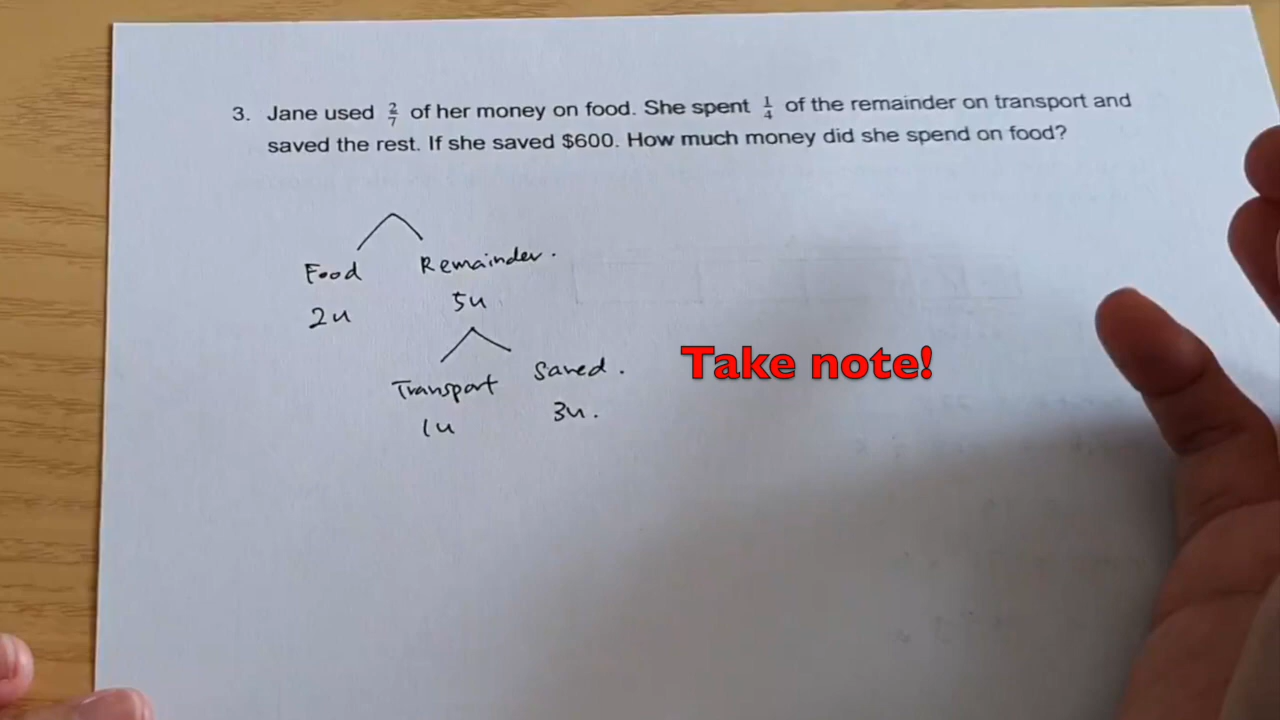 3. Jane used 2/7 of her money on food. She spent 1/4 of the remainder on transport and
saved the rest. If she saved $600. How much money did she spend on food?
Food Remainder.
2u 5u
Transport Saved.
1u 3u.
Take note!